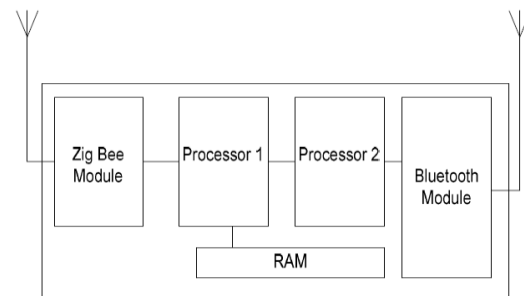 Zig Bee
Module
Processor 1
Processor 2
Bluetooth
Module
RAM